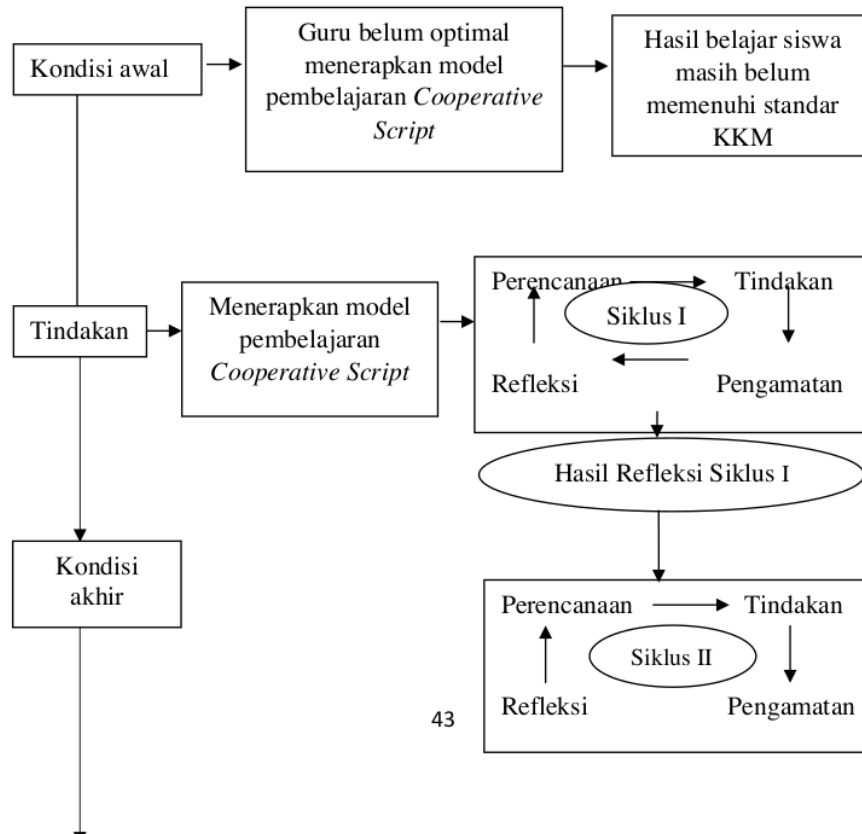 Kondisi awal
Guru belum optimal
menerapkan model
pembelajaran Cooperative
Script
Hasil belajar siswa
masih belum
memenuhi standar
KKM
Tindakan
Menerapkan model
pembelajaran
Cooperative Script
Perencanaan
Tindakan
Siklus I
Refleksi
Pengamatan
Hasil Refleksi Siklus I
Kondisi
akhir
Perencanaan
Tindakan
Siklus II
Refleksi
Pengamatan
43